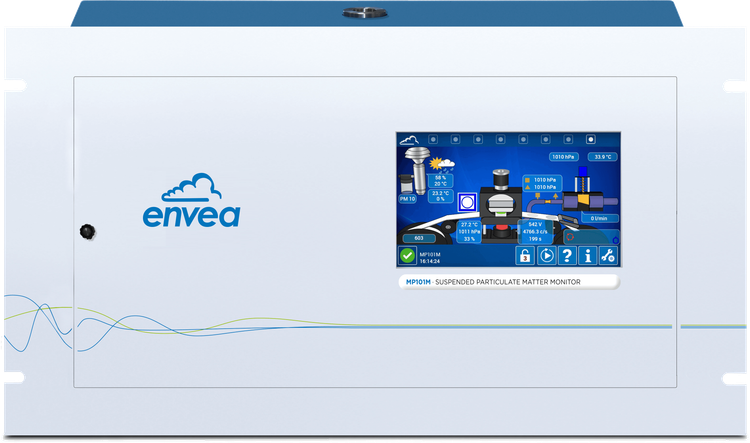 envea
1010 hPa
33.9 °C
58 %
20 °C
1010 hPa
1010 hPa
PM 10
23.2 °C
0 %
0 l/min
27.2 °C
1011 hPa
33 %
542 V
4766.3 c/s
199 s
603
MP101M
16:14:24
3
?
i
MP101M - SUSPENDED PARTICULATE MATTER MONITOR